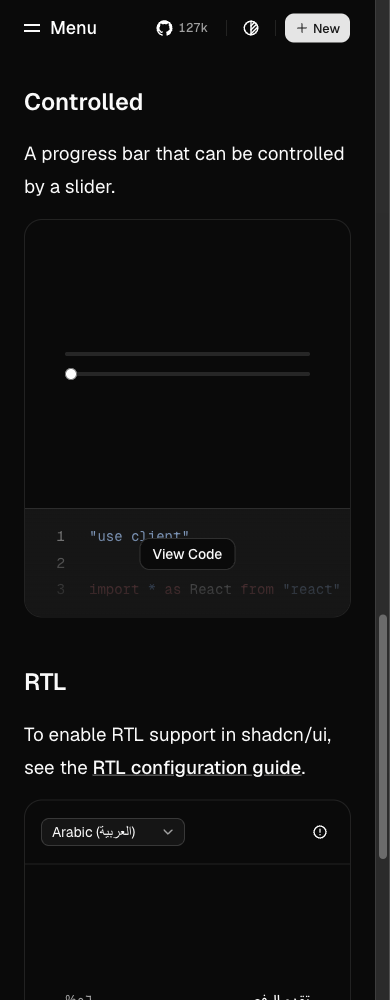 Menu
127k
New
Controlled
A progress bar that can be controlled
by a slider.
1 "use client"
2
View Code
3 import * as React from "react"
RTL
To enable RTL support in shadcn/ui,
see the RTL configuration guide.
Arabic (العربية)